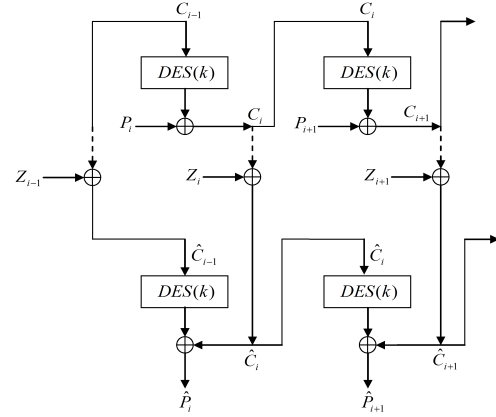 C_{i-1} C_i
DES(k) DES(k)
P_i C_i P_{i+1} C_{i+1}
Z_{i-1} Z_i Z_{i+1}
Ĉ_{i-1} Ĉ_i
DES(k) DES(k)
Ĉ_i Ĉ_{i+1}
P̂_i P̂_{i+1}